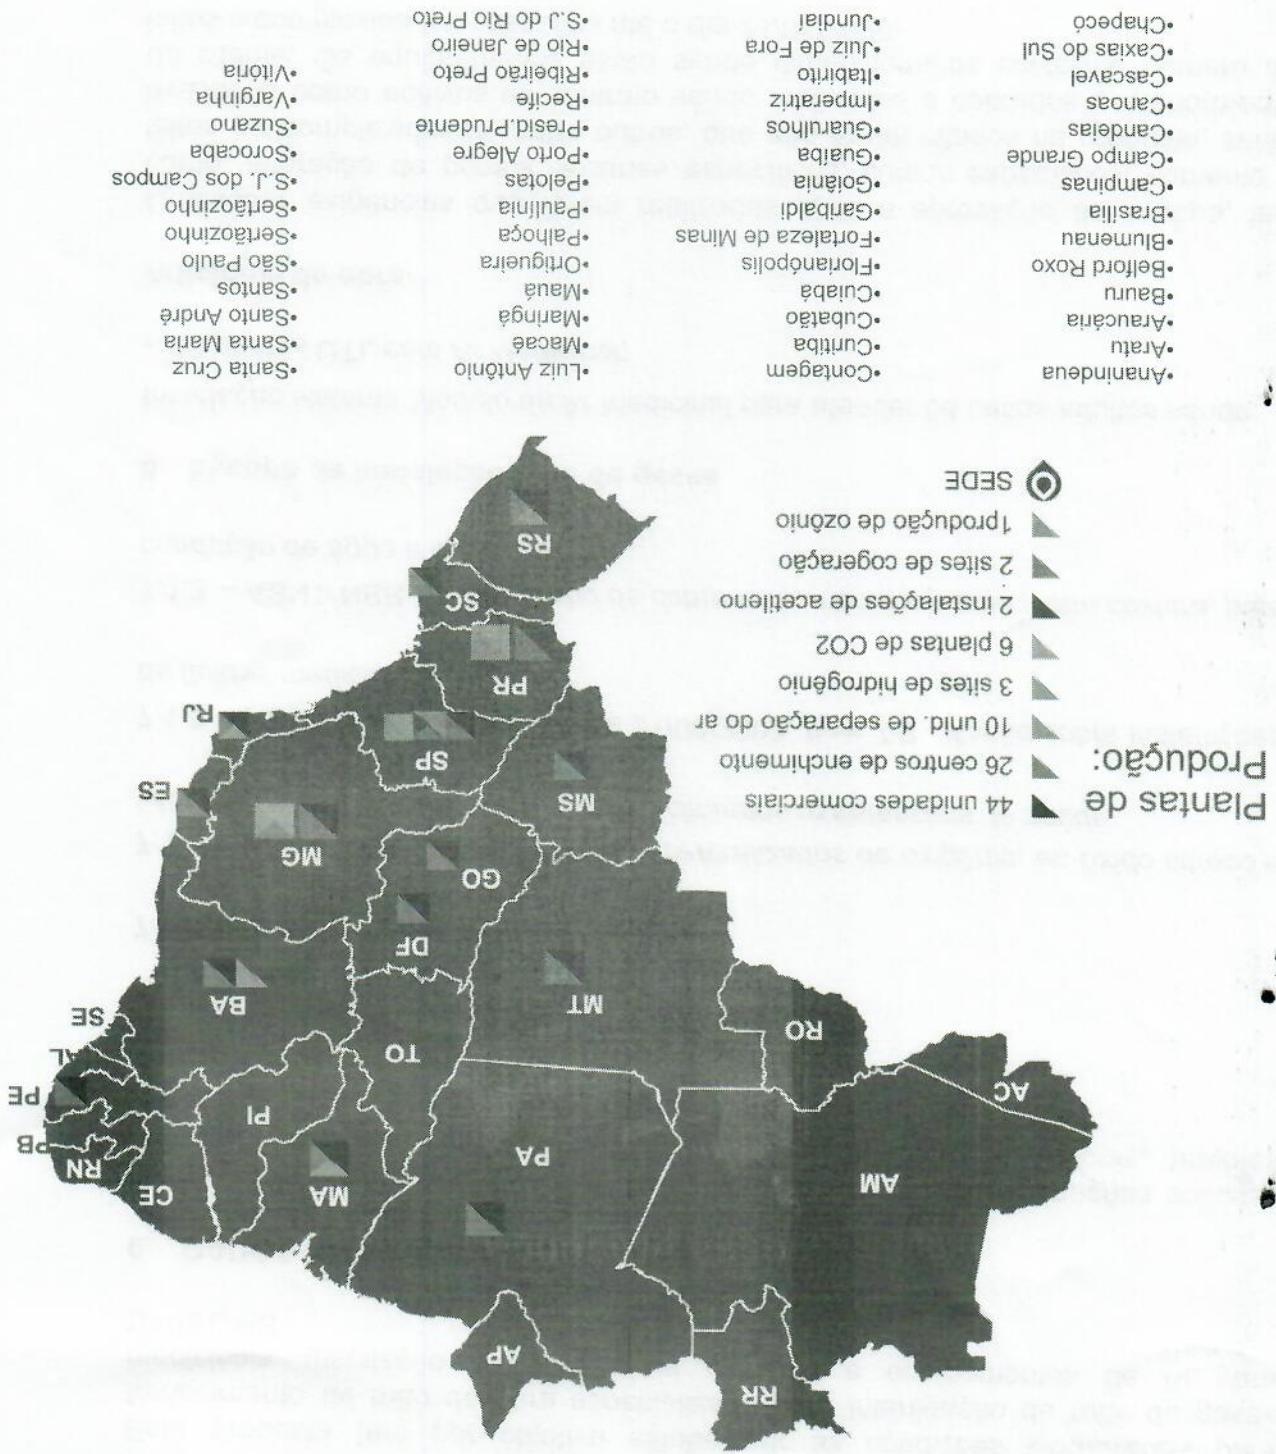 RR
AP
AM
PA
MA
CE
RN
PB
PI
PE
AL
SE
AC
RO
TO
MT
BA
DF
GO
MG
ES
MS
SP
RJ
PR
SC
RS
Plantas de
Produção:
44 unidades comerciais
26 centros de enchimento
10 unid. de separação do ar
3 sites de hidrogênio
6 plantas de CO2
2 instalações de acetileno
2 sites de cogeração
1produção de ozônio
SEDE
•Ananindeua
•Aratu
•Araucária
•Bauru
•Belford Roxo
•Blumenau
•Brasília
•Campinas
•Campo Grande
•Candeias
•Canoas
•Cascavel
•Caxias do Sul
•Chapecó
•Contagem
•Curitiba
•Cubatão
•Cuiabá
•Florianópolis
•Fortaleza de Minas
•Garibaldi
•Goiânia
•Guaíba
•Guarulhos
•Imperatriz
•Itabirito
•Juiz de Fora
•Jundiaí
•Luiz Antônio
•Macaé
•Maringá
•Mauá
•Ortigueira
•Palhoça
•Paulínia
•Pelotas
•Porto Alegre
•Presid.Prudente
•Recife
•Ribeirão Preto
•Rio de Janeiro
•S.J do Rio Preto
•Santa Cruz
•Santa Maria
•Santo André
•Santos
•São Paulo
•Sertãozinho
•Sertãozinho
•S.J. dos Campos
•Sorocaba
•Suzano
•Varginha
•Vitória